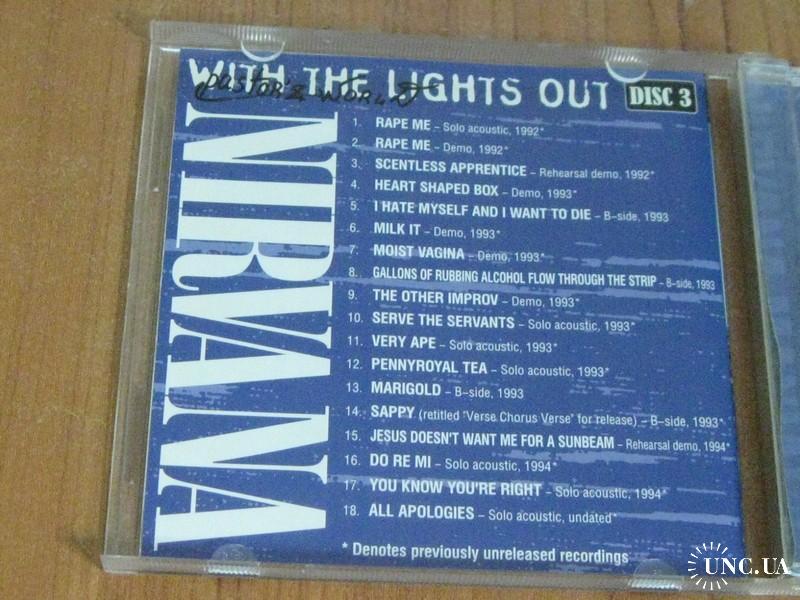 WITH THE LIGHTS OUT DISC 3
pastor's world
NIRVANA
1. RAPE ME – Solo acoustic, 1992*
2. RAPE ME – Demo, 1992*
3. SCENTLESS APPRENTICE – Rehearsal demo, 1992*
4. HEART SHAPED BOX – Demo, 1993*
5. I HATE MYSELF AND I WANT TO DIE – B-side, 1993
6. MILK IT – Demo, 1993*
7. MOIST VAGINA – Demo, 1993*
8. GALLONS OF RUBBING ALCOHOL FLOW THROUGH THE STRIP – B-side, 1993
9. THE OTHER IMPROV – Demo, 1993*
10. SERVE THE SERVANTS – Solo acoustic, 1993*
11. VERY APE – Solo acoustic, 1993*
12. PENNYROYAL TEA – Solo acoustic, 1993*
13. MARIGOLD – B-side, 1993
14. SAPPY (retitled "Verse Chorus Verse" for release) – B-side, 1993*
15. JESUS DOESN'T WANT ME FOR A SUNBEAM – Rehearsal demo, 1994*
16. DO RE MI – Solo acoustic, 1994*
17. YOU KNOW YOU'RE RIGHT – Solo acoustic, 1994*
18. ALL APOLOGIES – Solo acoustic, undated*
* Denotes previously unreleased recordings
UNC.UA